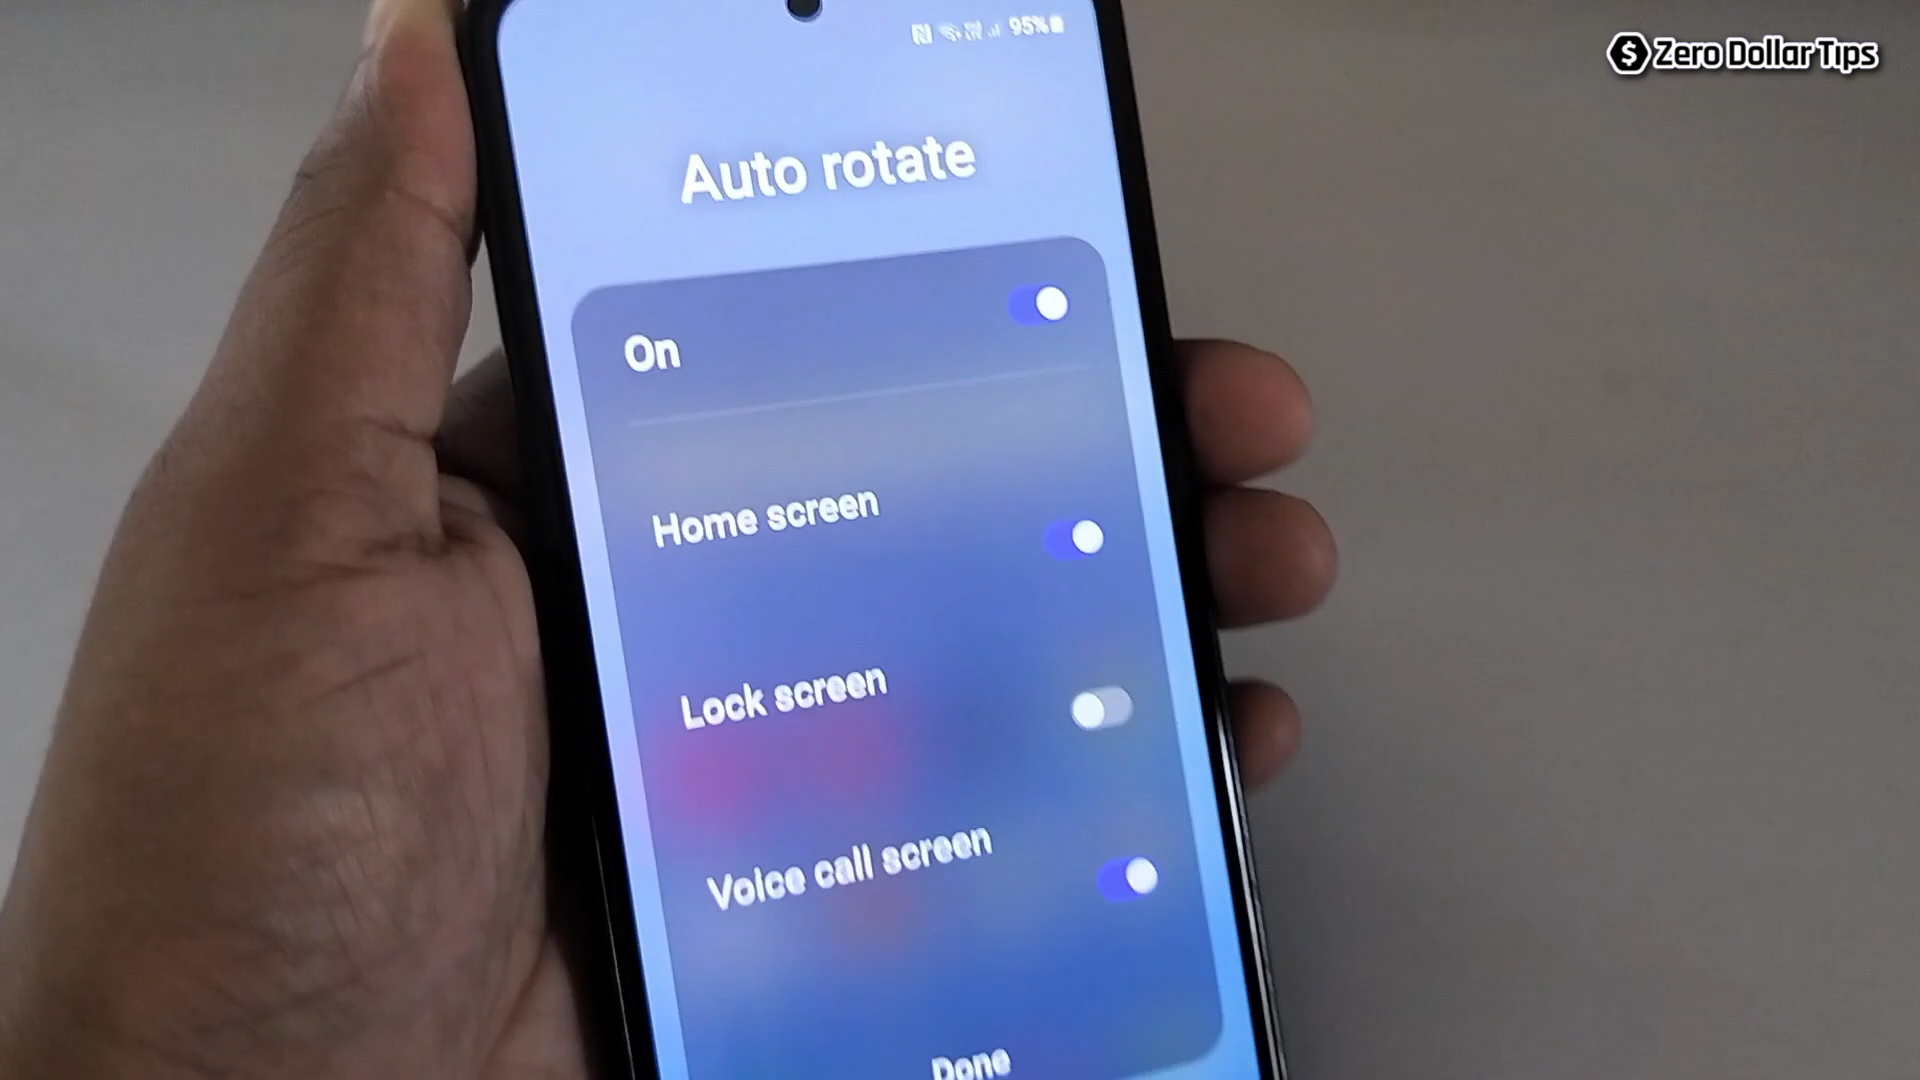 Zero Dollar Tips
95%
Auto rotate
On
Home screen
Lock screen
Voice call screen
Done